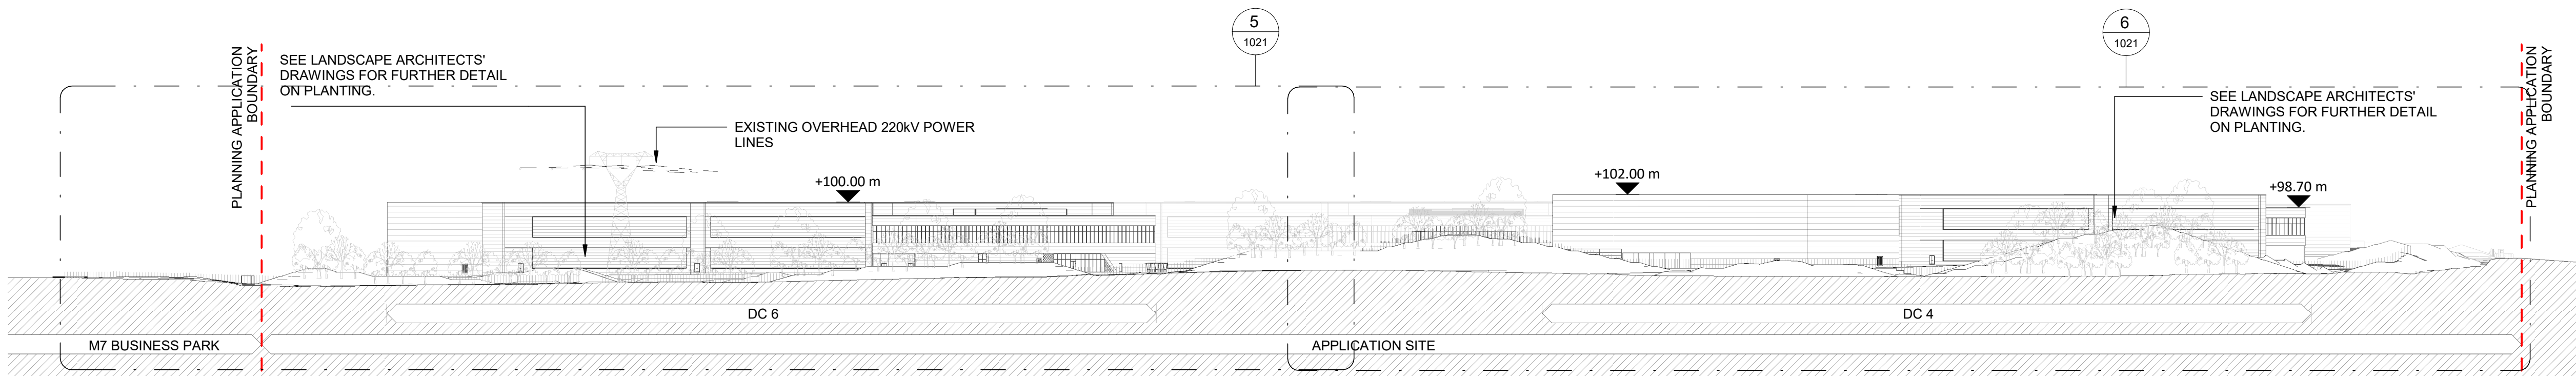 5
1021
6
1021
PLANNING APPLICATION
BOUNDARY
SEE LANDSCAPE ARCHITECTS'
DRAWINGS FOR FURTHER DETAIL
ON PLANTING.
EXISTING OVERHEAD 220kV POWER
LINES
+100.00 m
+102.00 m
+98.70 m
SEE LANDSCAPE ARCHITECTS'
DRAWINGS FOR FURTHER DETAIL
ON PLANTING.
PLANNING APPLICATION
BOUNDARY
DC 6
DC 4
M7 BUSINESS PARK
APPLICATION SITE